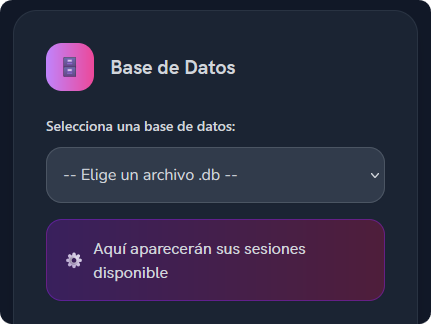 Base de Datos
Selecciona una base de datos:
-- Elige un archivo .db --
Aquí aparecerán sus sesiones
disponible